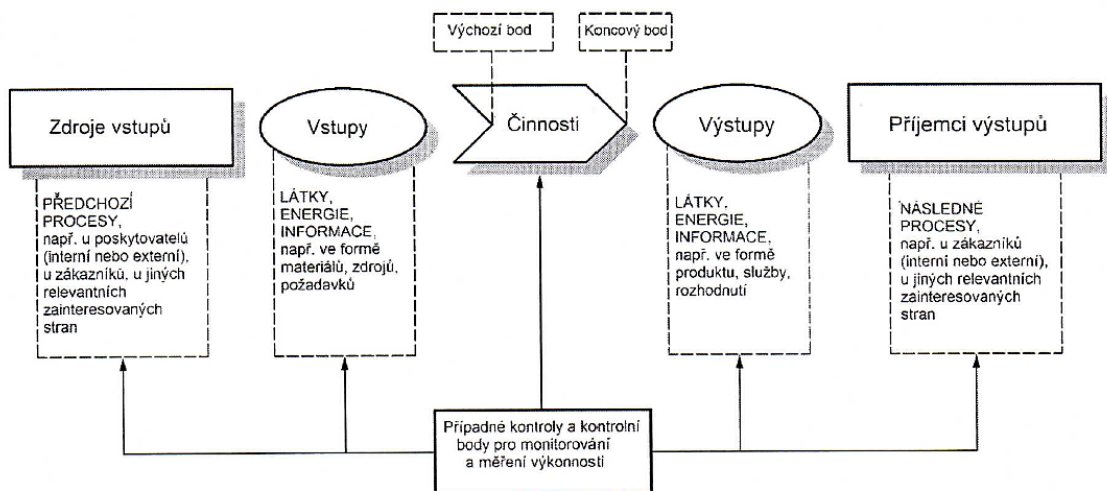 Výchozí bod
Koncový bod
Zdroje vstupů
Vstupy
Činnosti
Výstupy
Příjemci výstupů
PŘEDCHOZÍ
PROCESY,
např. u poskytovatelů
(interní nebo externí),
u zákazníků, u jiných
relevantních
zainteresovaných
stran
LÁTKY,
ENERGIE,
INFORMACE,
např. ve formě
materiálů, zdrojů,
požadavků
LÁTKY,
ENERGIE,
INFORMACE,
např. ve formě
produktu, služby,
rozhodnutí
NÁSLEDNÉ
PROCESY,
např. u zákazníků
(interní nebo externí),
u jiných relevantních
zainteresovaných
stran
Případné kontroly a kontrolní
body pro monitorování
a měření výkonnosti